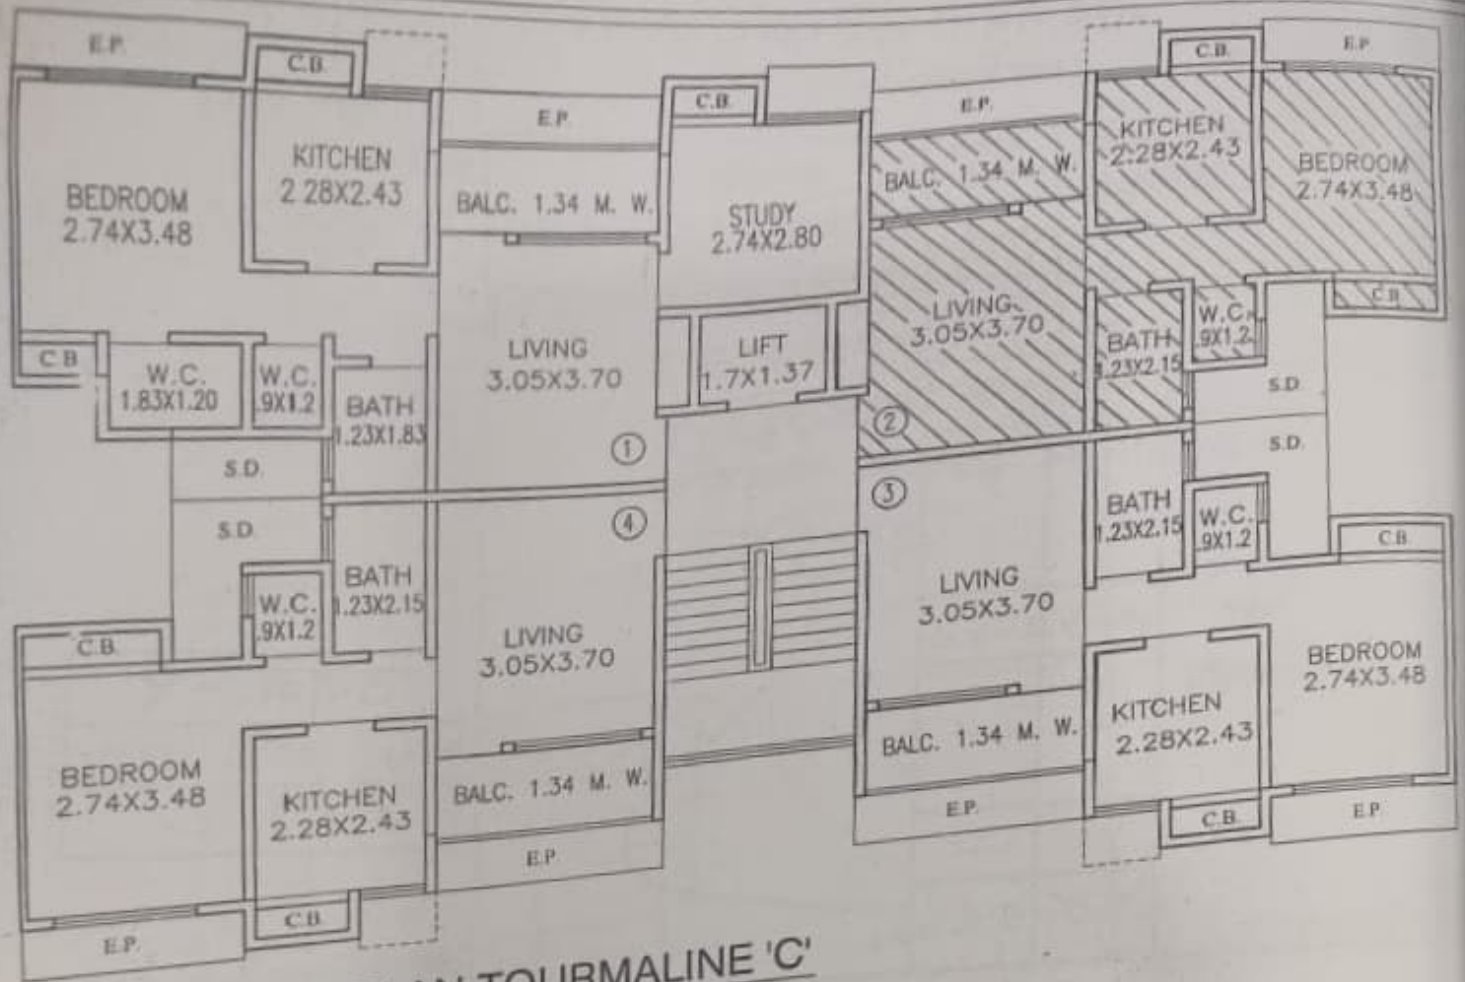 E.P.
C.B.
KITCHEN
2.28X2.43
BEDROOM
2.74X3.48
E.P.
BALC. 1.34 M. W.
C.B.
STUDY
2.74X2.80
E.P.
BALC. 1.34 M. W.
C.B.
E.P.
KITCHEN
2.28X2.43
BEDROOM
2.74X3.48
C.B
W.C.
1.83X1.20
W.C.
.9X1.2
BATH
1.23X1.83
LIVING
3.05X3.70
1
LIFT
1.7X1.37
LIVING
3.05X3.70
2
BATH
1.23X2.15
W.C.
.9X1.2
C.B
S.D.
S.D.
S.D.
S.D.
C.B.
W.C.
.9X1.2
BATH
1.23X2.15
4
LIVING
3.05X3.70
3
LIVING
3.05X3.70
BATH
1.23X2.15
W.C.
.9X1.2
C.B.
BEDROOM
2.74X3.48
KITCHEN
2.28X2.43
BALC. 1.34 M. W.
BALC. 1.34 M. W.
KITCHEN
2.28X2.43
BEDROOM
2.74X3.48
E.P.
C.B.
E.P.
E.P.
C.B.
E.P.
TOURMALINE 'C'